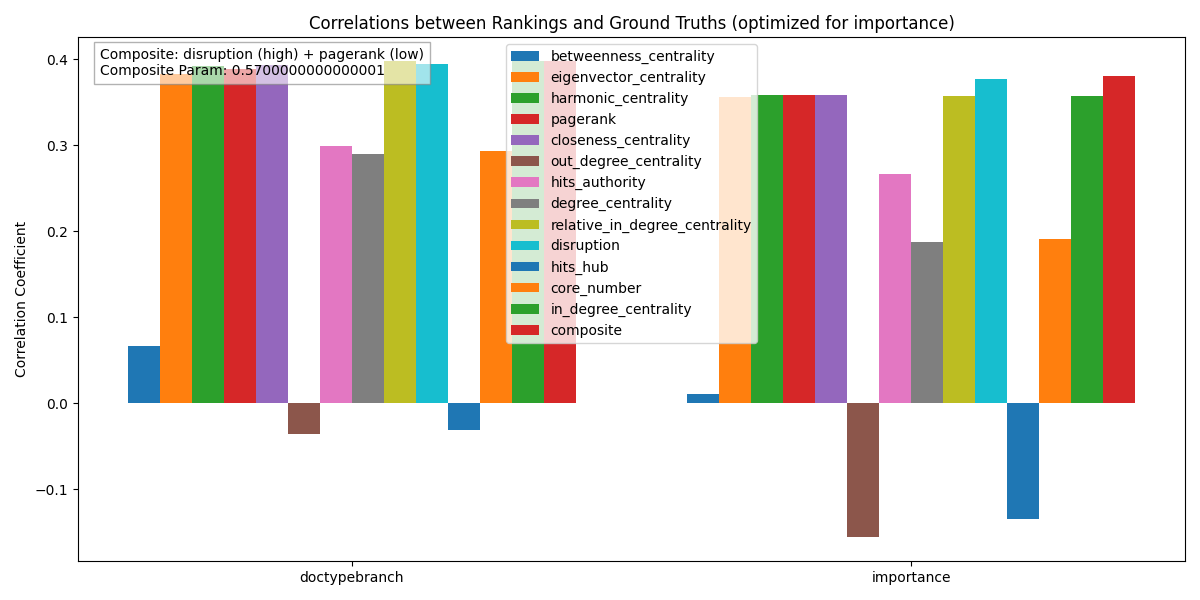 Correlations between Rankings and Ground Truths (optimized for importance)
Composite: disruption (high) + pagerank (low)
Composite Param: 0.5700000000000001
betweenness_centrality
eigenvector_centrality
harmonic_centrality
pagerank
closeness_centrality
out_degree_centrality
hits_authority
degree_centrality
relative_in_degree_centrality
disruption
hits_hub
core_number
in_degree_centrality
composite
Correlation Coefficient
0.4
0.3
0.2
0.1
0.0
−0.1
doctypebranch
importance